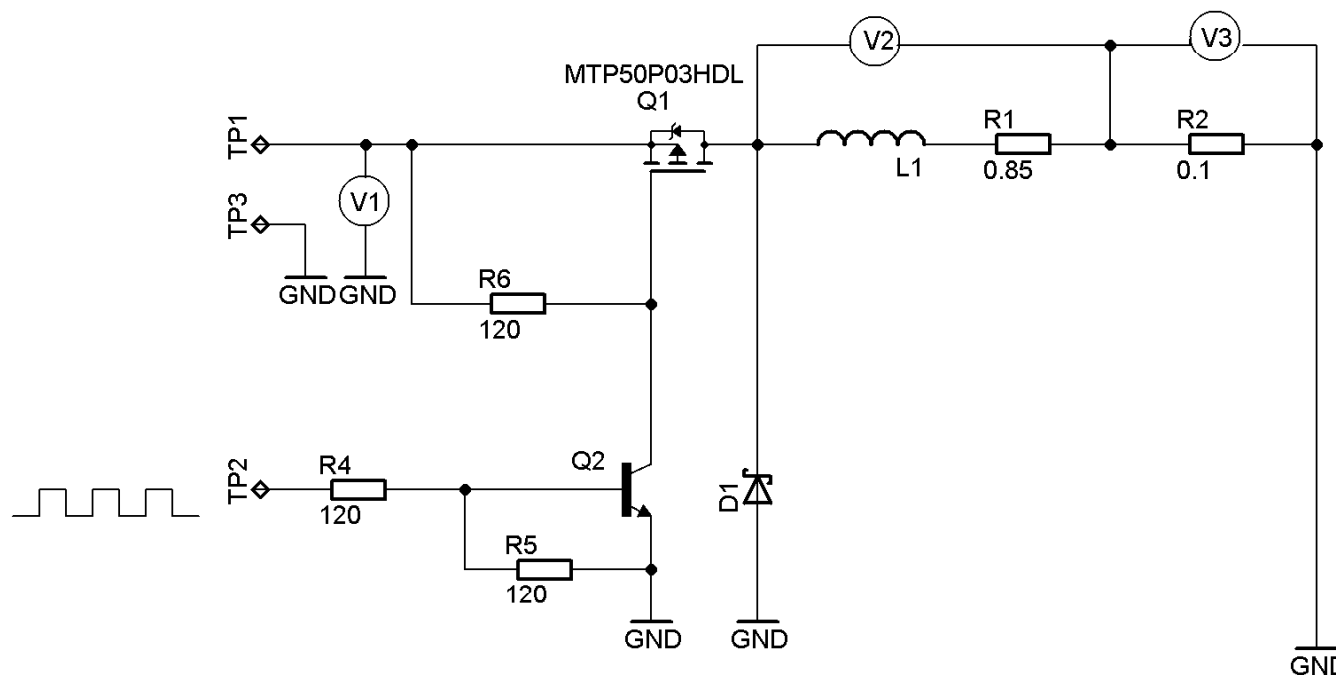 V2
V3
MTP50P03HDL
Q1
TP1
R1
R2
L1
0.85
0.1
TP3
V1
GND
GND
R6
120
Q2
TP2
R4
120
D1
R5
120
GND
GND
GND